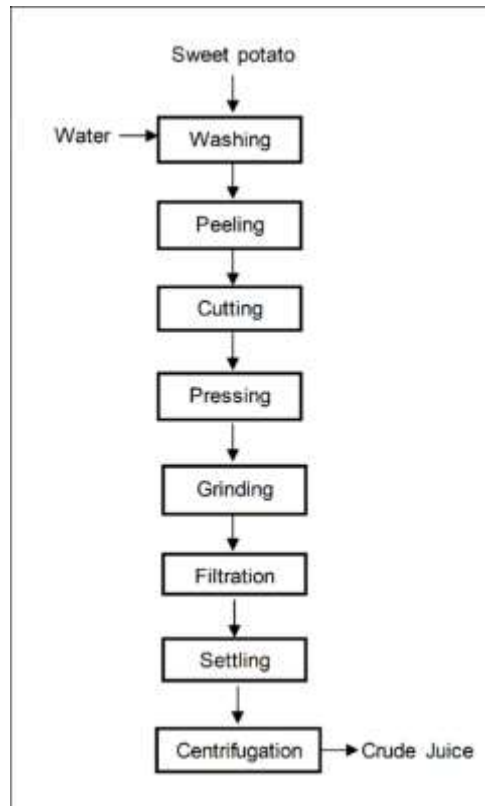 Sweet potato
Water
Washing
Peeling
Cutting
Pressing
Grinding
Filtration
Settling
Centrifugation
Crude Juice